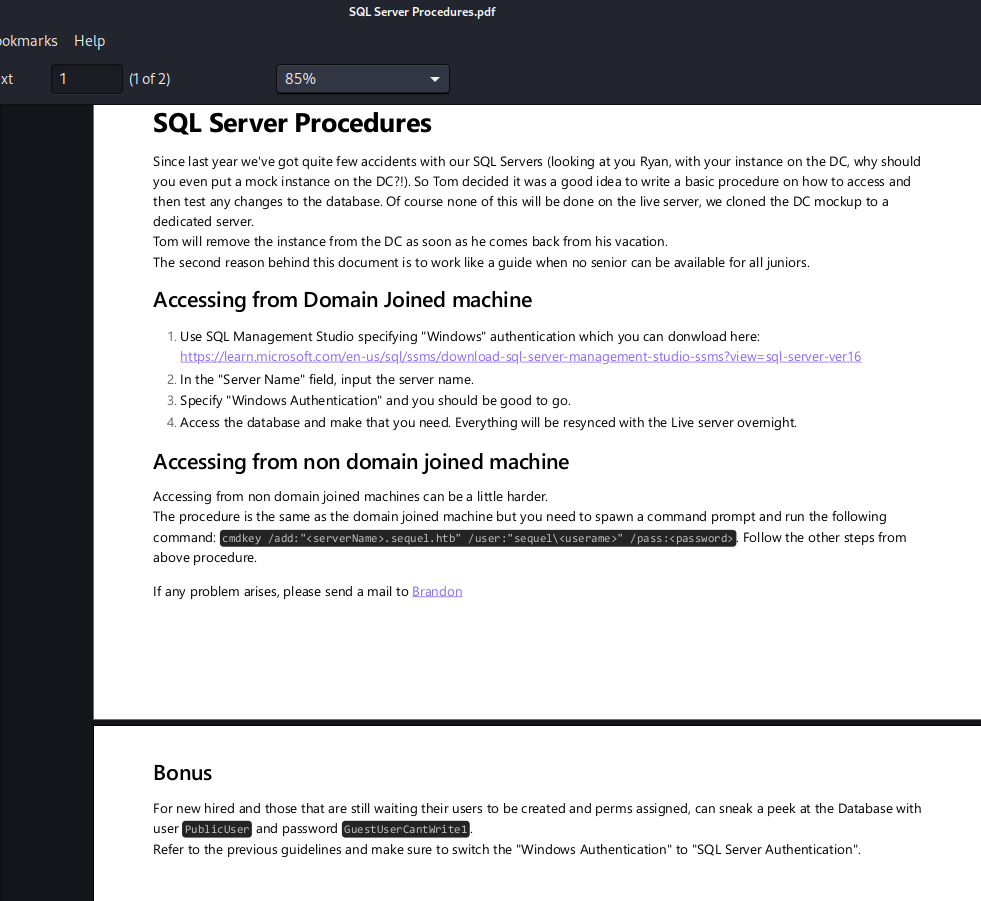 SQL Server Procedures.pdf
ookmarks Help
xt 1 (1 of 2) 85%
SQL Server Procedures
Since last year we've got quite few accidents with our SQL Servers (looking at you Ryan, with your instance on the DC, why should
you even put a mock instance on the DC?!). So Tom decided it was a good idea to write a basic procedure on how to access and
then test any changes to the database. Of course none of this will be done on the live server, we cloned the DC mockup to a
dedicated server.
Tom will remove the instance from the DC as soon as he comes back from his vacation.
The second reason behind this document is to work like a guide when no senior can be available for all juniors.
Accessing from Domain Joined machine
1. Use SQL Management Studio specifying "Windows" authentication which you can donwload here:
https://learn.microsoft.com/en-us/sql/ssms/download-sql-server-management-studio-ssms?view=sql-server-ver16
2. In the "Server Name" field, input the server name.
3. Specify "Windows Authentication" and you should be good to go.
4. Access the database and make that you need. Everything will be resynced with the Live server overnight.
Accessing from non domain joined machine
Accessing from non domain joined machines can be a little harder.
The procedure is the same as the domain joined machine but you need to spawn a command prompt and run the following
command: cmdkey /add:"<serverName>.sequel.htb" /user:"sequel\<userame>" /pass:<password>. Follow the other steps from
above procedure.
If any problem arises, please send a mail to Brandon
Bonus
For new hired and those that are still waiting their users to be created and perms assigned, can sneak a peek at the Database with
user PublicUser and password GuestUserCantWrite1.
Refer to the previous guidelines and make sure to switch the "Windows Authentication" to "SQL Server Authentication".